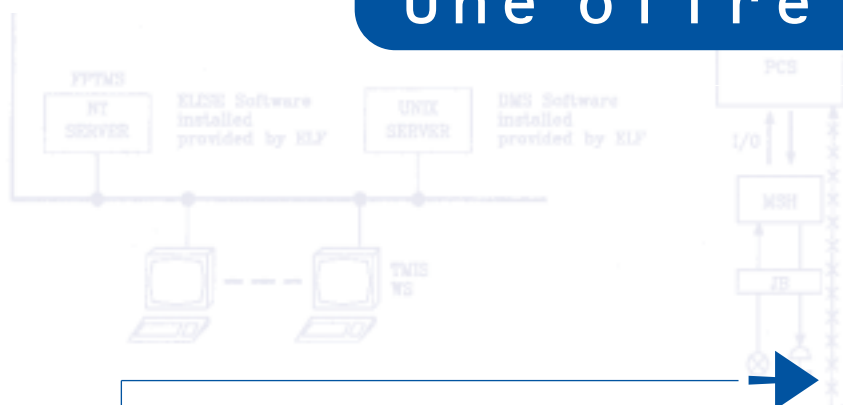 une offre
FPTMS
NT
SERVER
ELISE Software
installed
provided by ELF
UNIX
SERVER
DMS Software
installed
provided by ELF
PCS
I/O
MSH
JB
TMIS
WS